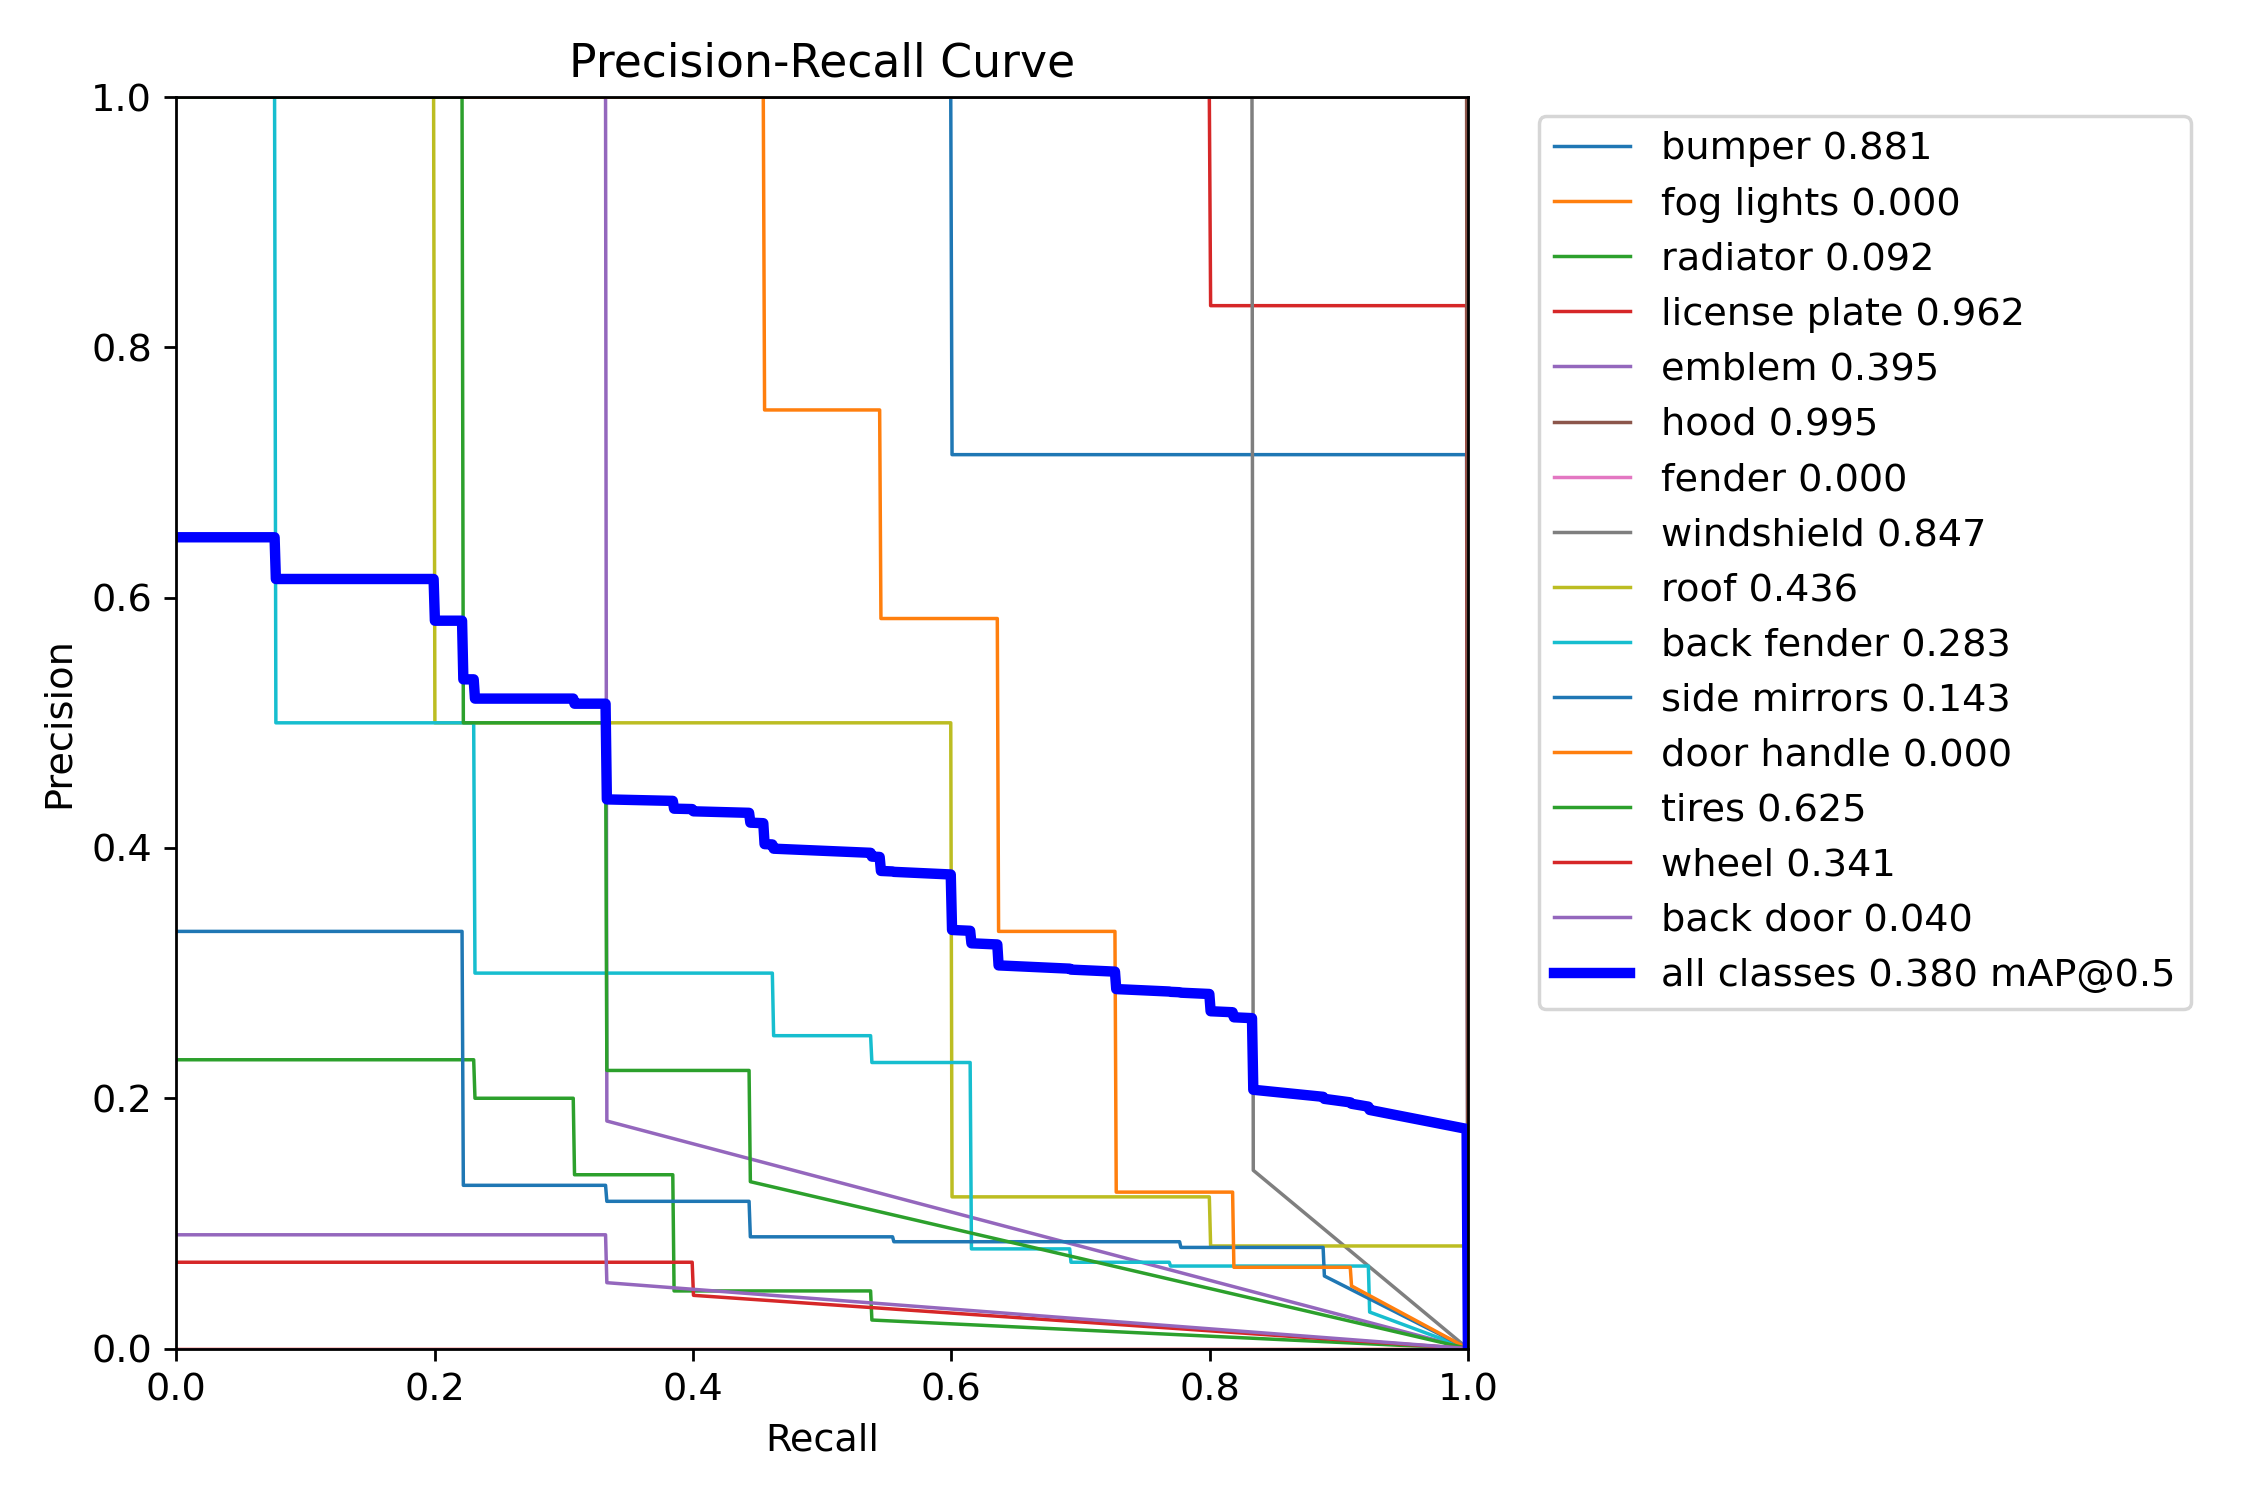 Precision-Recall Curve
1.0
0.8
0.6
0.4
0.2
0.0
Precision
0.0 0.2 0.4 0.6 0.8 1.0
Recall
bumper 0.881
fog lights 0.000
radiator 0.092
license plate 0.962
emblem 0.395
hood 0.995
fender 0.000
windshield 0.847
roof 0.436
back fender 0.283
side mirrors 0.143
door handle 0.000
tires 0.625
wheel 0.341
back door 0.040
all classes 0.380 mAP@0.5